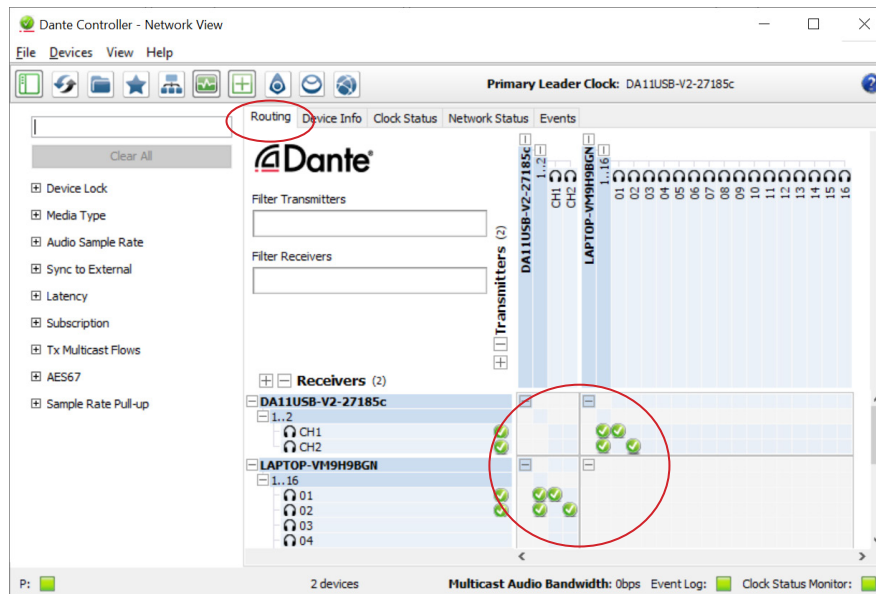 Dante Controller - Network View
File Devices View Help
Primary Leader Clock: DA11USB-V2-27185c
?
Routing Device Info Clock Status Network Status Events
Clear All
Device Lock
Media Type
Audio Sample Rate
Sync to External
Latency
Subscription
Tx Multicast Flows
AES67
Sample Rate Pull-up
Dante®
Filter Transmitters
Filter Receivers
Transmitters (2)
DA11USB-V2-27185c
1..2
CH1
CH2
LAPTOP-VM9H9BGN
1..16
01
02
03
04
05
06
07
08
09
10
11
12
13
14
15
16
Receivers (2)
DA11USB-V2-27185c
1..2
CH1
CH2
LAPTOP-VM9H9BGN
1..16
01
02
03
04
P: 2 devices Multicast Audio Bandwidth: 0bps Event Log: Clock Status Monitor: